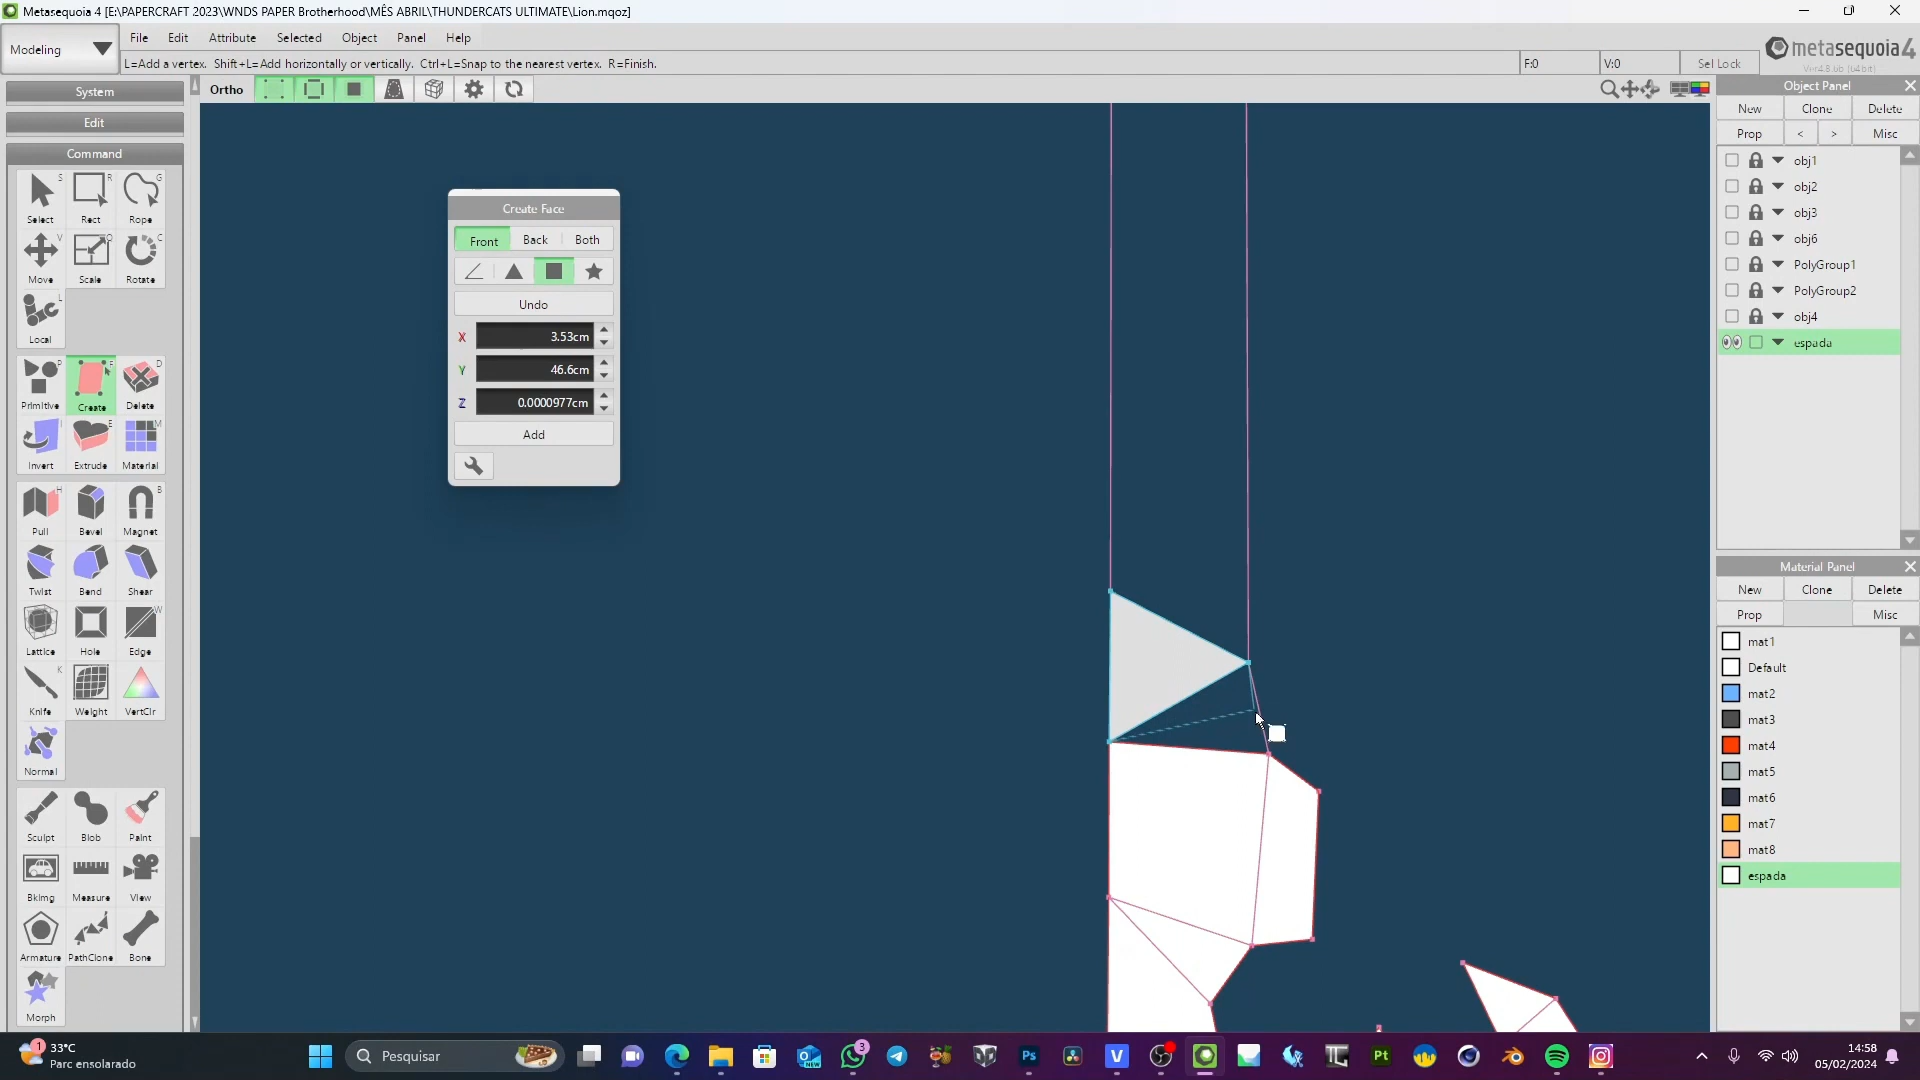 Metasequoia 4 [E:\PAPERCRAFT 2023\WNDS PAPER Brotherhood\MÊS ABRIL\THUNDERCATS ULTIMATE\Lion.mqoz]
Modeling
File Edit Attribute Selected Object Panel Help
metasequoia 4
L=Add a vertex. Shift+L=Add horizontally or vertically. Ctrl+L=Snap to the nearest vertex. R=Finish.
F:0 V:0 Sel Lock
System
Ortho
Object Panel
New Clone Delete
Prop < > Misc
Edit
Command
Select Rect Rope
S R G
Move Scale Rotate
V Q C
Local
L
Primitive Create Delete
P F D
Invert Extrude Material
I E M
Pull Bevel Magnet
H B
Twist Bend Shear
Lattice Hole Edge
W
Knife Weight VertClr
K
Normal
Sculpt Blob Paint
BkImg Measure View
Armature PathClone Bone
Morph
Create Face
Front Back Both
Undo
X 3.53cm
Y 46.6cm
Z 0.0000977cm
Add
obj1
obj2
obj3
obj6
PolyGroup1
PolyGroup2
obj4
espada
Material Panel
New Clone Delete
Prop Misc
mat1
Default
mat2
mat3
mat4
mat5
mat6
mat7
mat8
espada
1
33°C
Parc ensolarado
Pesquisar
NEW
3
Ps
V
Pt
14:58
05/02/2024